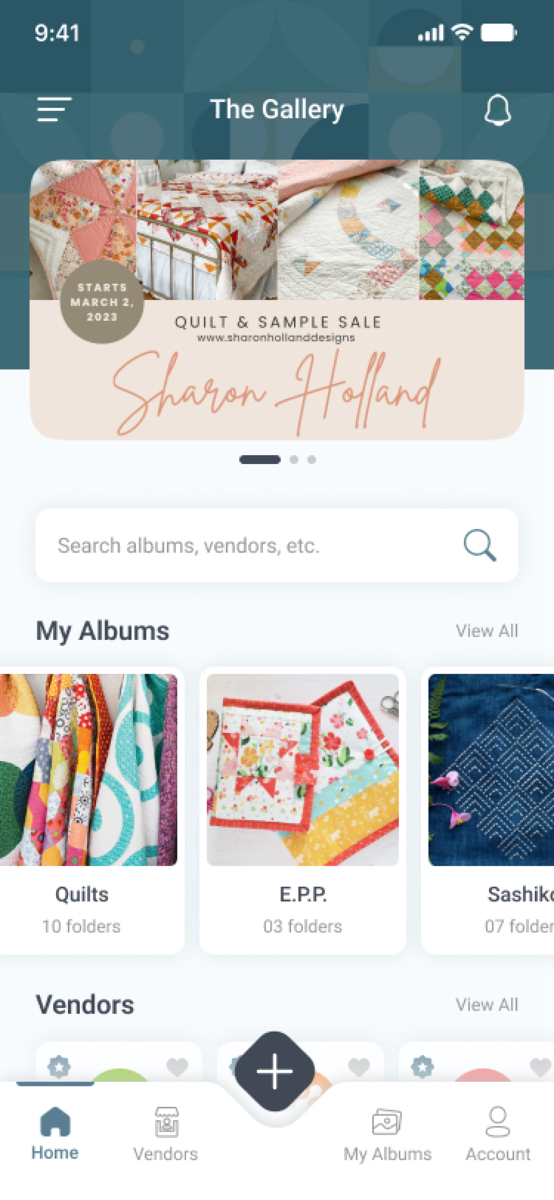 9:41
The Gallery
STARTS
MARCH 2,
2023
QUILT & SAMPLE SALE
www.sharonhollanddesigns
Sharon Holland
Search albums, vendors, etc.
My Albums
View All
Quilts
10 folders
E.P.P.
03 folders
Sashiko
07 folder
Vendors
View All
Home
Vendors
My Albums
Account